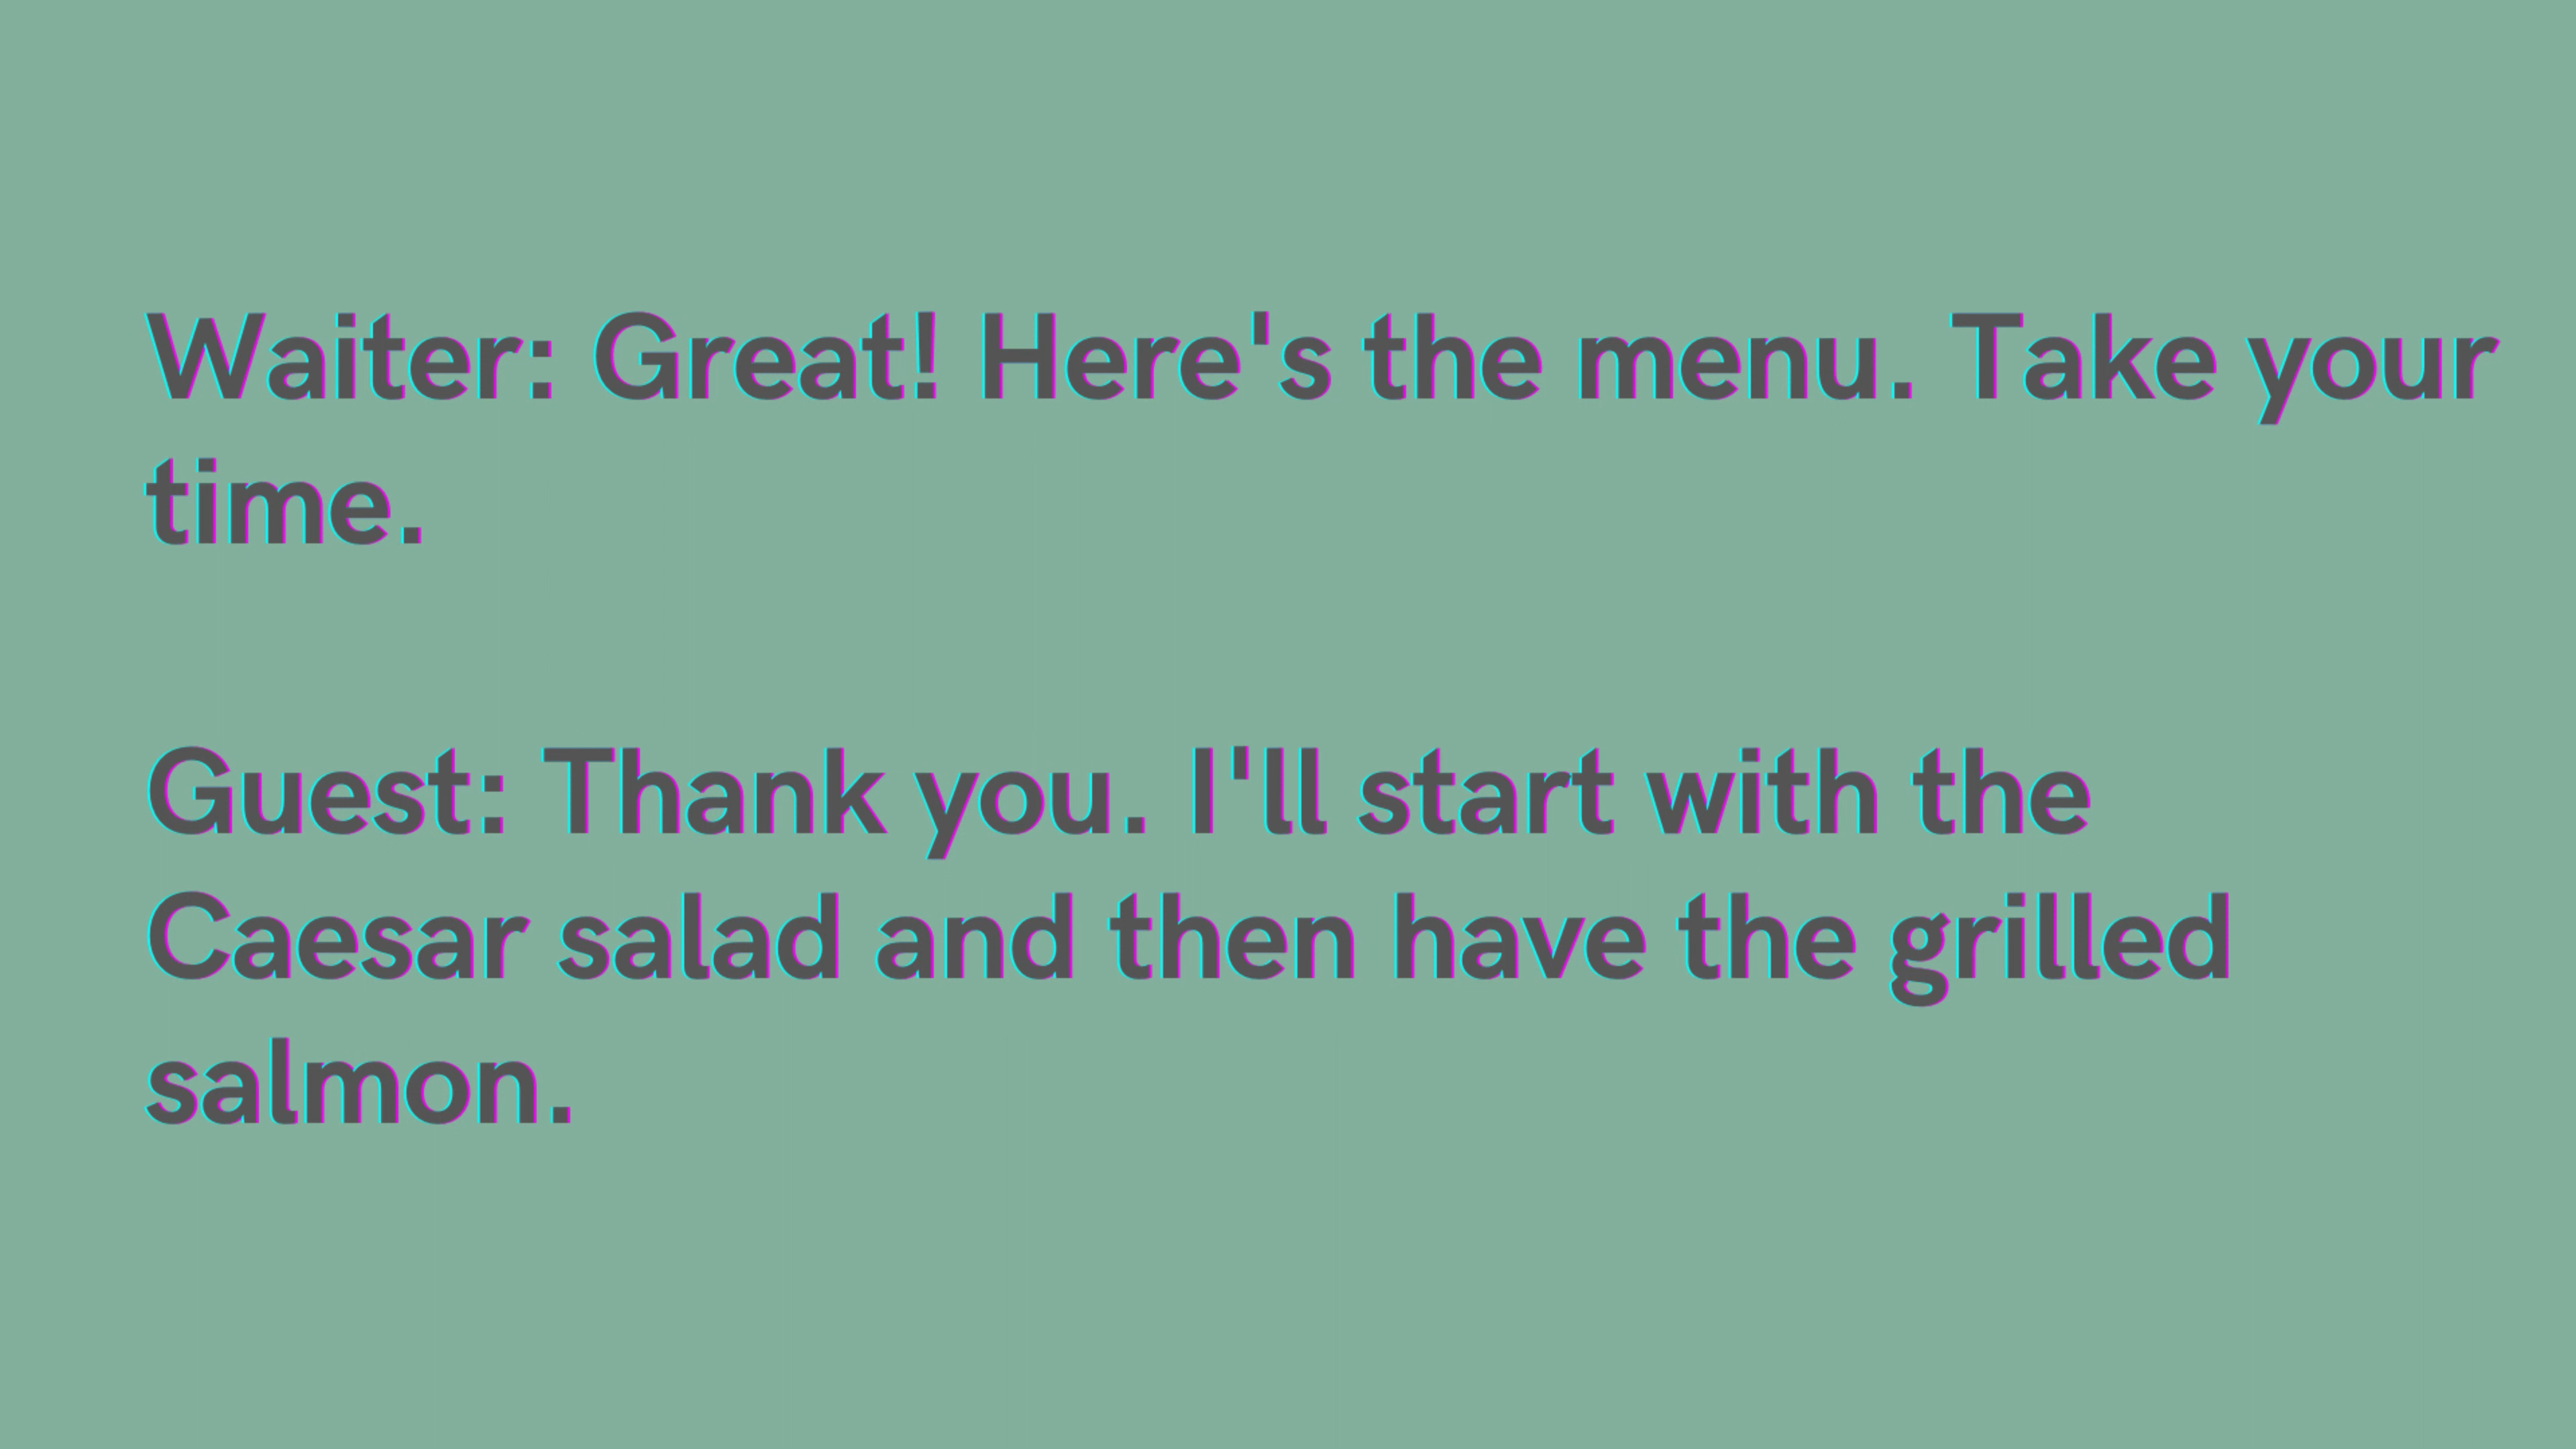 Waiter: Great! Here's the menu. Take your
time.
Guest: Thank you. I'll start with the
Caesar salad and then have the grilled
salmon.